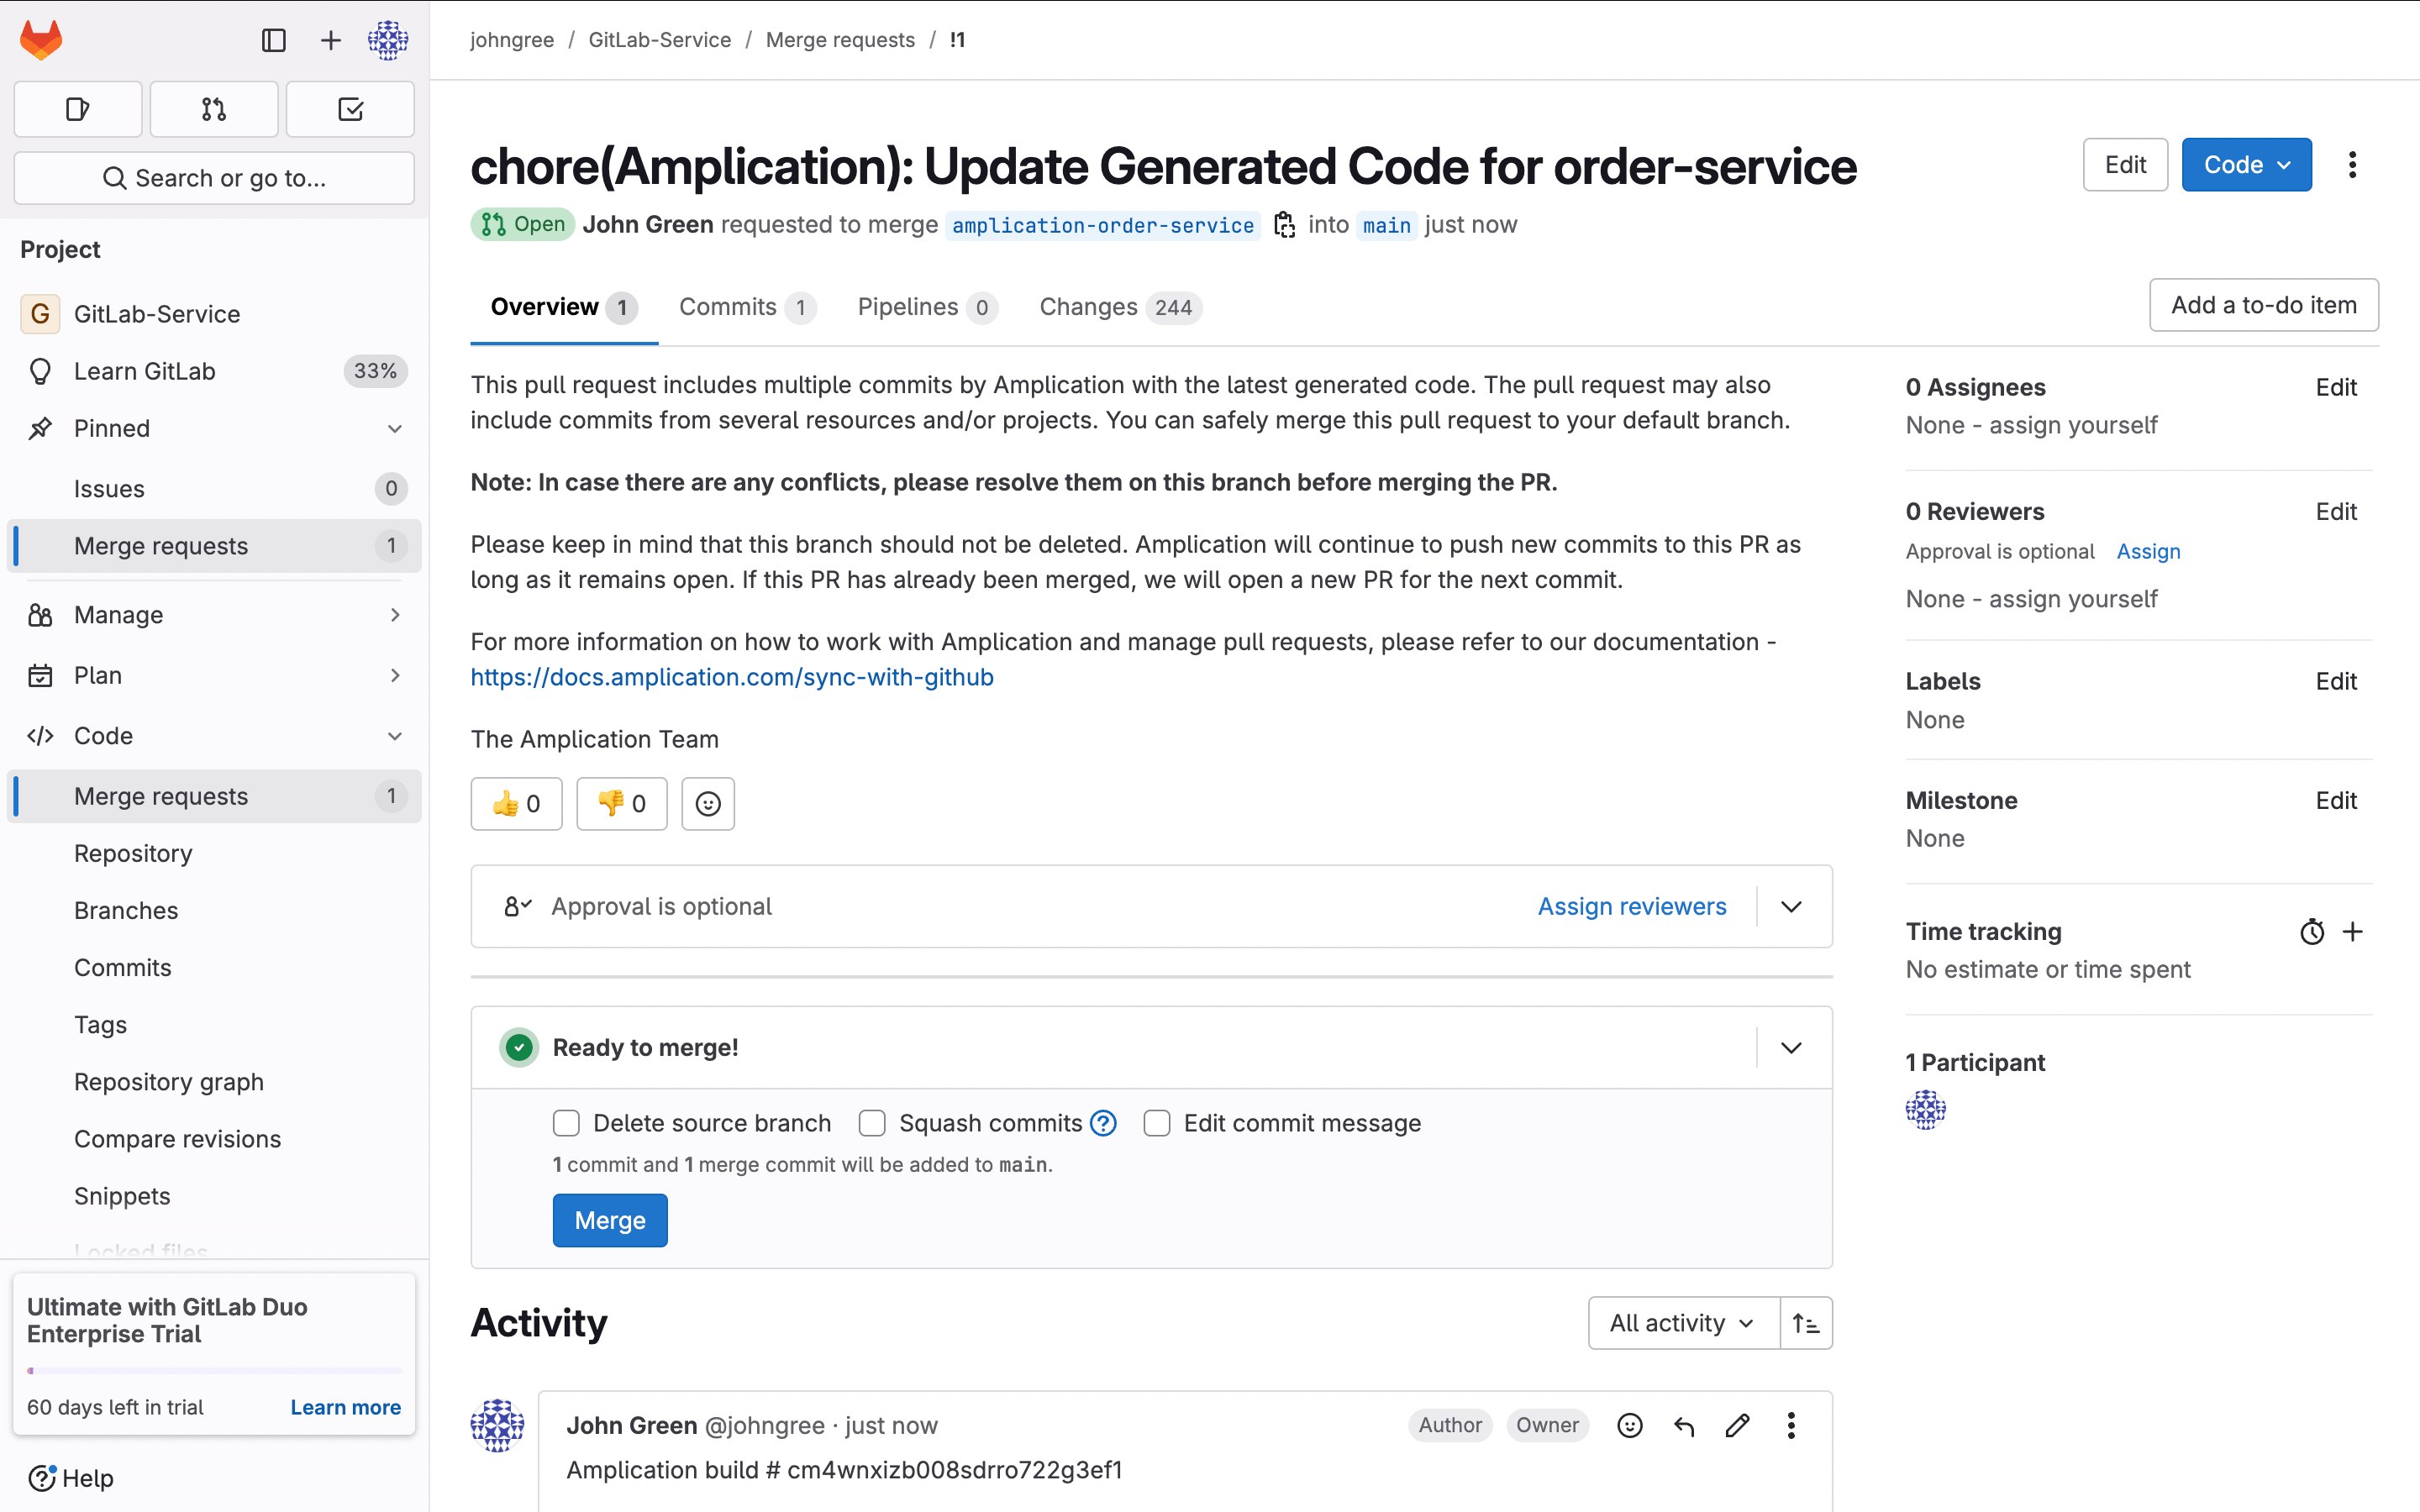 johngree / GitLab-Service / Merge requests / !1
Search or go to...
Project
G GitLab-Service
Learn GitLab 33%
Pinned
Issues 0
Merge requests 1
Manage
Plan
Code
Merge requests 1
Repository
Branches
Commits
Tags
Repository graph
Compare revisions
Snippets
Locked files
Ultimate with GitLab Duo
Enterprise Trial
60 days left in trial Learn more
Help
chore(Amplication): Update Generated Code for order-service
Edit Code
Open John Green requested to merge amplication-order-service into main just now
Overview 1 Commits 1 Pipelines 0 Changes 244
Add a to-do item
This pull request includes multiple commits by Amplication with the latest generated code. The pull request may also
include commits from several resources and/or projects. You can safely merge this pull request to your default branch.
Note: In case there are any conflicts, please resolve them on this branch before merging the PR.
Please keep in mind that this branch should not be deleted. Amplication will continue to push new commits to this PR as
long as it remains open. If this PR has already been merged, we will open a new PR for the next commit.
For more information on how to work with Amplication and manage pull requests, please refer to our documentation -
https://docs.amplication.com/sync-with-github
The Amplication Team
👍 0 👎 0
Approval is optional Assign reviewers
Ready to merge!
Delete source branch Squash commits ? Edit commit message
1 commit and 1 merge commit will be added to main.
Merge
Activity
All activity
John Green @johngree · just now Author Owner
Amplication build # cm4wnxizb008sdrro722g3ef1
0 Assignees Edit
None - assign yourself
0 Reviewers Edit
Approval is optional Assign
None - assign yourself
Labels Edit
None
Milestone Edit
None
Time tracking
No estimate or time spent
1 Participant